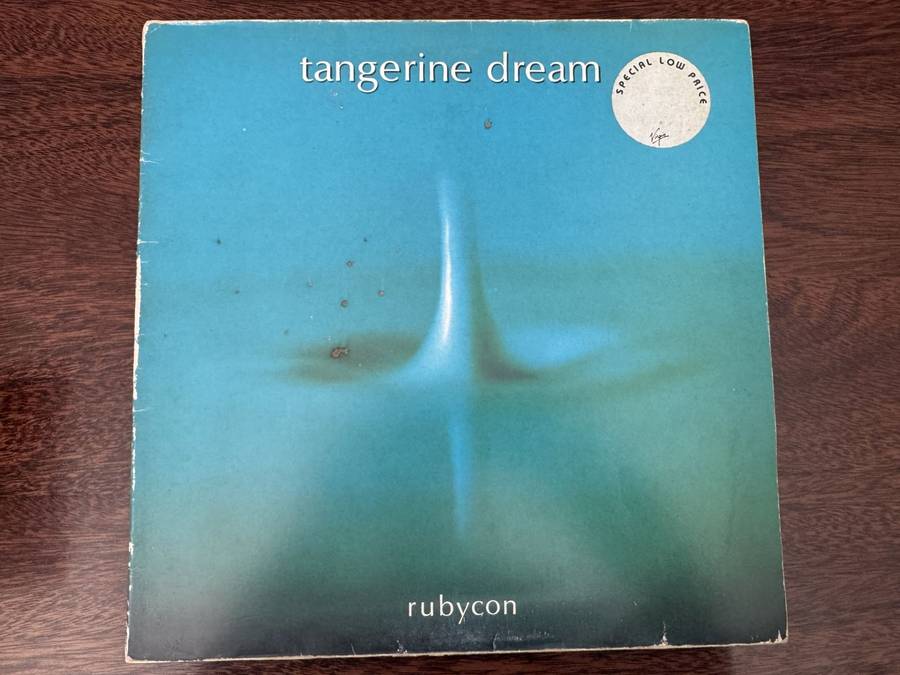 tangerine dream
SPECIAL LOW PRICE
Virgin
rubycon